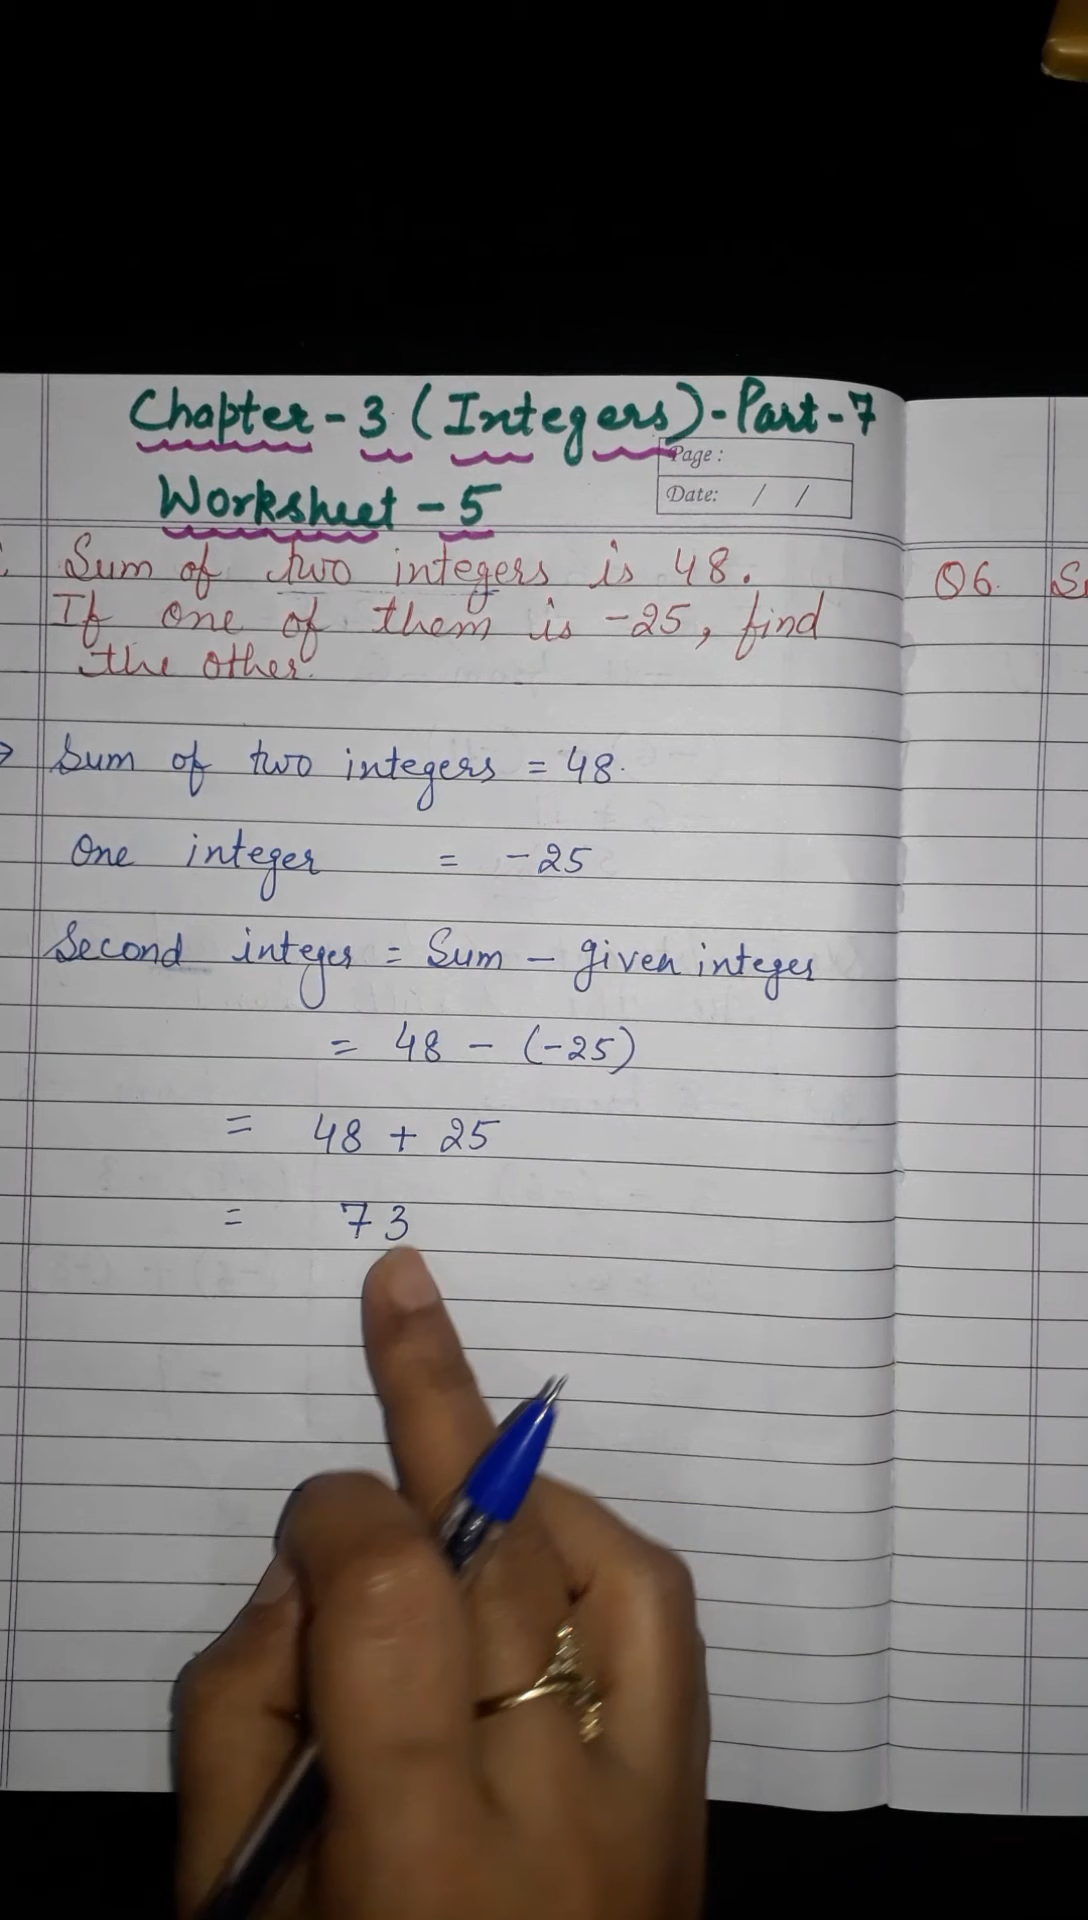 Chapter - 3 (Integers) - Part - 7
Page :
Worksheet - 5
Date: / /
Sum of two integers is 48.
If one of them is -25, find
the other.
Q6.
Sum of two integers = 48.
One integer = -25
Second integer = Sum - given integer
= 48 - (-25)
= 48 + 25
= 73